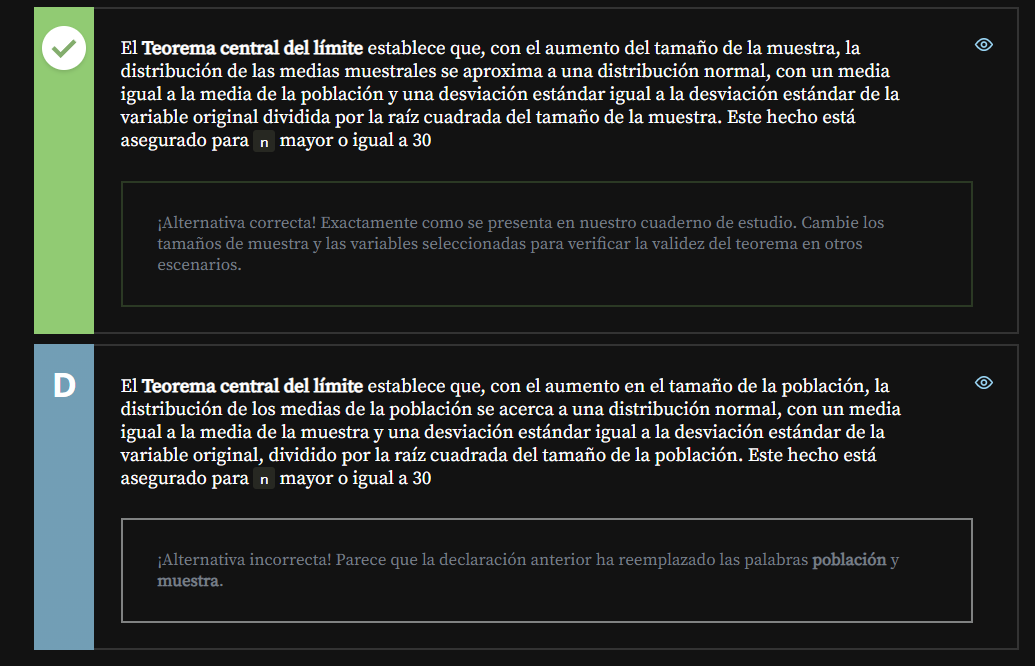 El Teorema central del límite establece que, con el aumento del tamaño de la muestra, la
distribución de las medias muestrales se aproxima a una distribución normal, con un media
igual a la media de la población y una desviación estándar igual a la desviación estándar de la
variable original dividida por la raíz cuadrada del tamaño de la muestra. Este hecho está
asegurado para n mayor o igual a 30
¡Alternativa correcta! Exactamente como se presenta en nuestro cuaderno de estudio. Cambie los
tamaños de muestra y las variables seleccionadas para verificar la validez del teorema en otros
escenarios.
D
El Teorema central del límite establece que, con el aumento en el tamaño de la población, la
distribución de los medias de la población se acerca a una distribución normal, con un media
igual a la media de la muestra y una desviación estándar igual a la desviación estándar de la
variable original, dividido por la raíz cuadrada del tamaño de la población. Este hecho está
asegurado para n mayor o igual a 30
¡Alternativa incorrecta! Parece que la declaración anterior ha reemplazado las palabras población y
muestra.